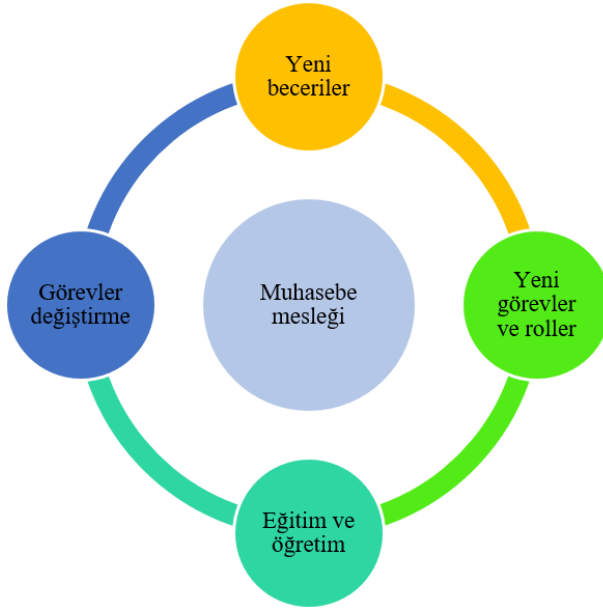 Yeni
beceriler
Görevler
değiştirme
Muhasebe
mesleği
Yeni
görevler
ve roller
Eğitim ve
öğretim